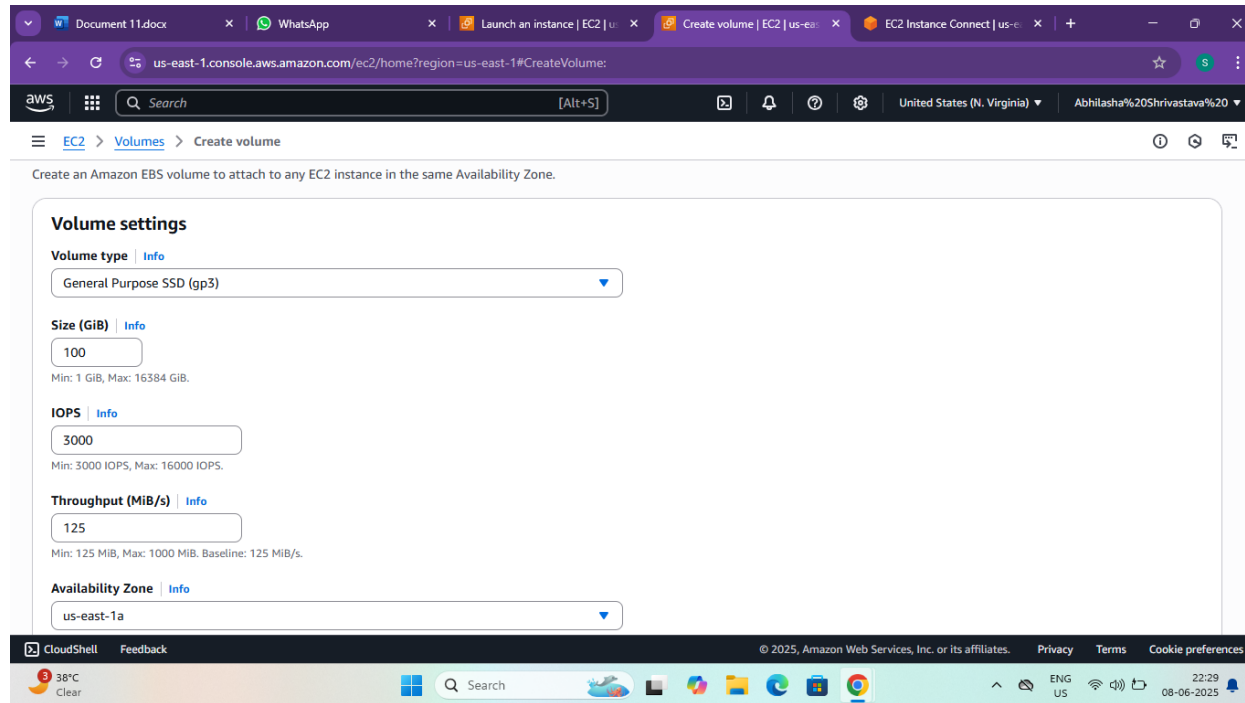 Document 11.docx
WhatsApp
Launch an instance | EC2 | u
Create volume | EC2 | us-eas
EC2 Instance Connect | us-e
us-east-1.console.aws.amazon.com/ec2/home?region=us-east-1#CreateVolume:
S
aws
Search [Alt+S]
United States (N. Virginia)
Abhilasha%20Shrivastava%20
EC2 > Volumes > Create volume
Create an Amazon EBS volume to attach to any EC2 instance in the same Availability Zone.
Volume settings
Volume type | Info
General Purpose SSD (gp3)
Size (GiB) | Info
100
Min: 1 GiB, Max: 16384 GiB.
IOPS | Info
3000
Min: 3000 IOPS, Max: 16000 IOPS.
Throughput (MiB/s) | Info
125
Min: 125 MiB, Max: 1000 MiB. Baseline: 125 MiB/s.
Availability Zone | Info
us-east-1a
CloudShell Feedback © 2025, Amazon Web Services, Inc. or its affiliates. Privacy Terms Cookie preferences
3
38°C
Clear
Search
ENG
US
22:29
08-06-2025